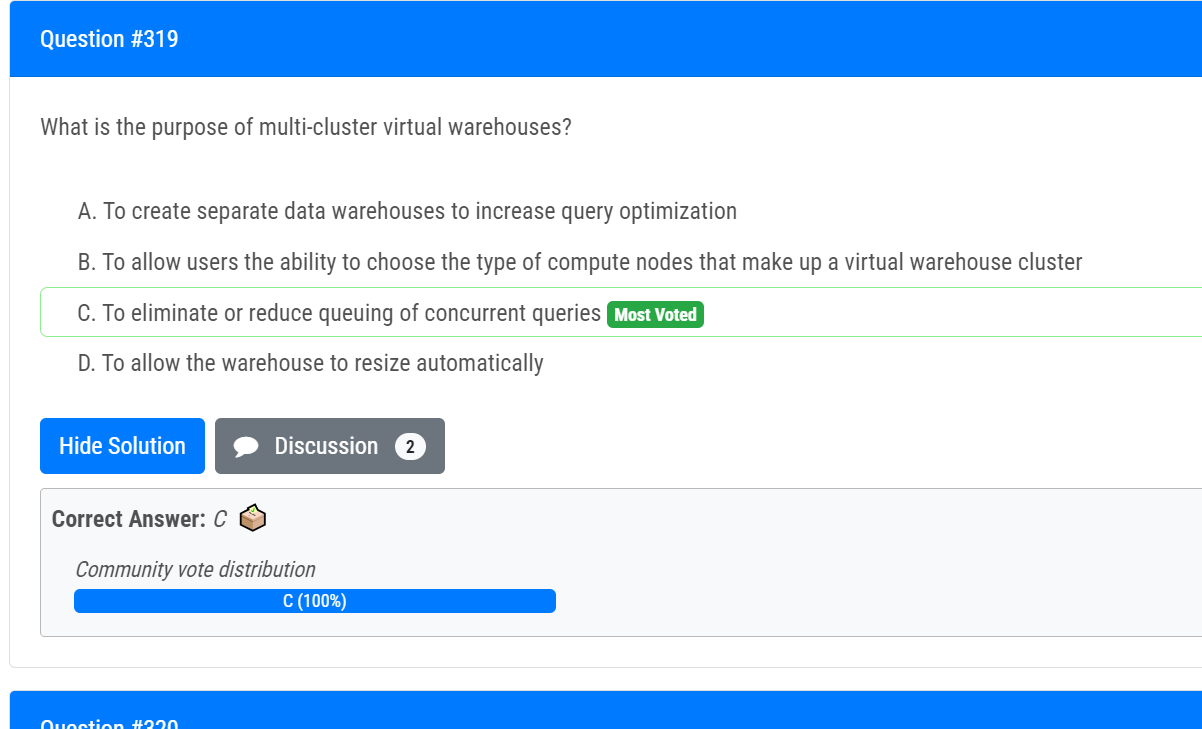 Question #319
What is the purpose of multi-cluster virtual warehouses?
A. To create separate data warehouses to increase query optimization
B. To allow users the ability to choose the type of compute nodes that make up a virtual warehouse cluster
C. To eliminate or reduce queuing of concurrent queries Most Voted
D. To allow the warehouse to resize automatically
Hide Solution Discussion 2
Correct Answer: C
Community vote distribution
C (100%)
Question #320